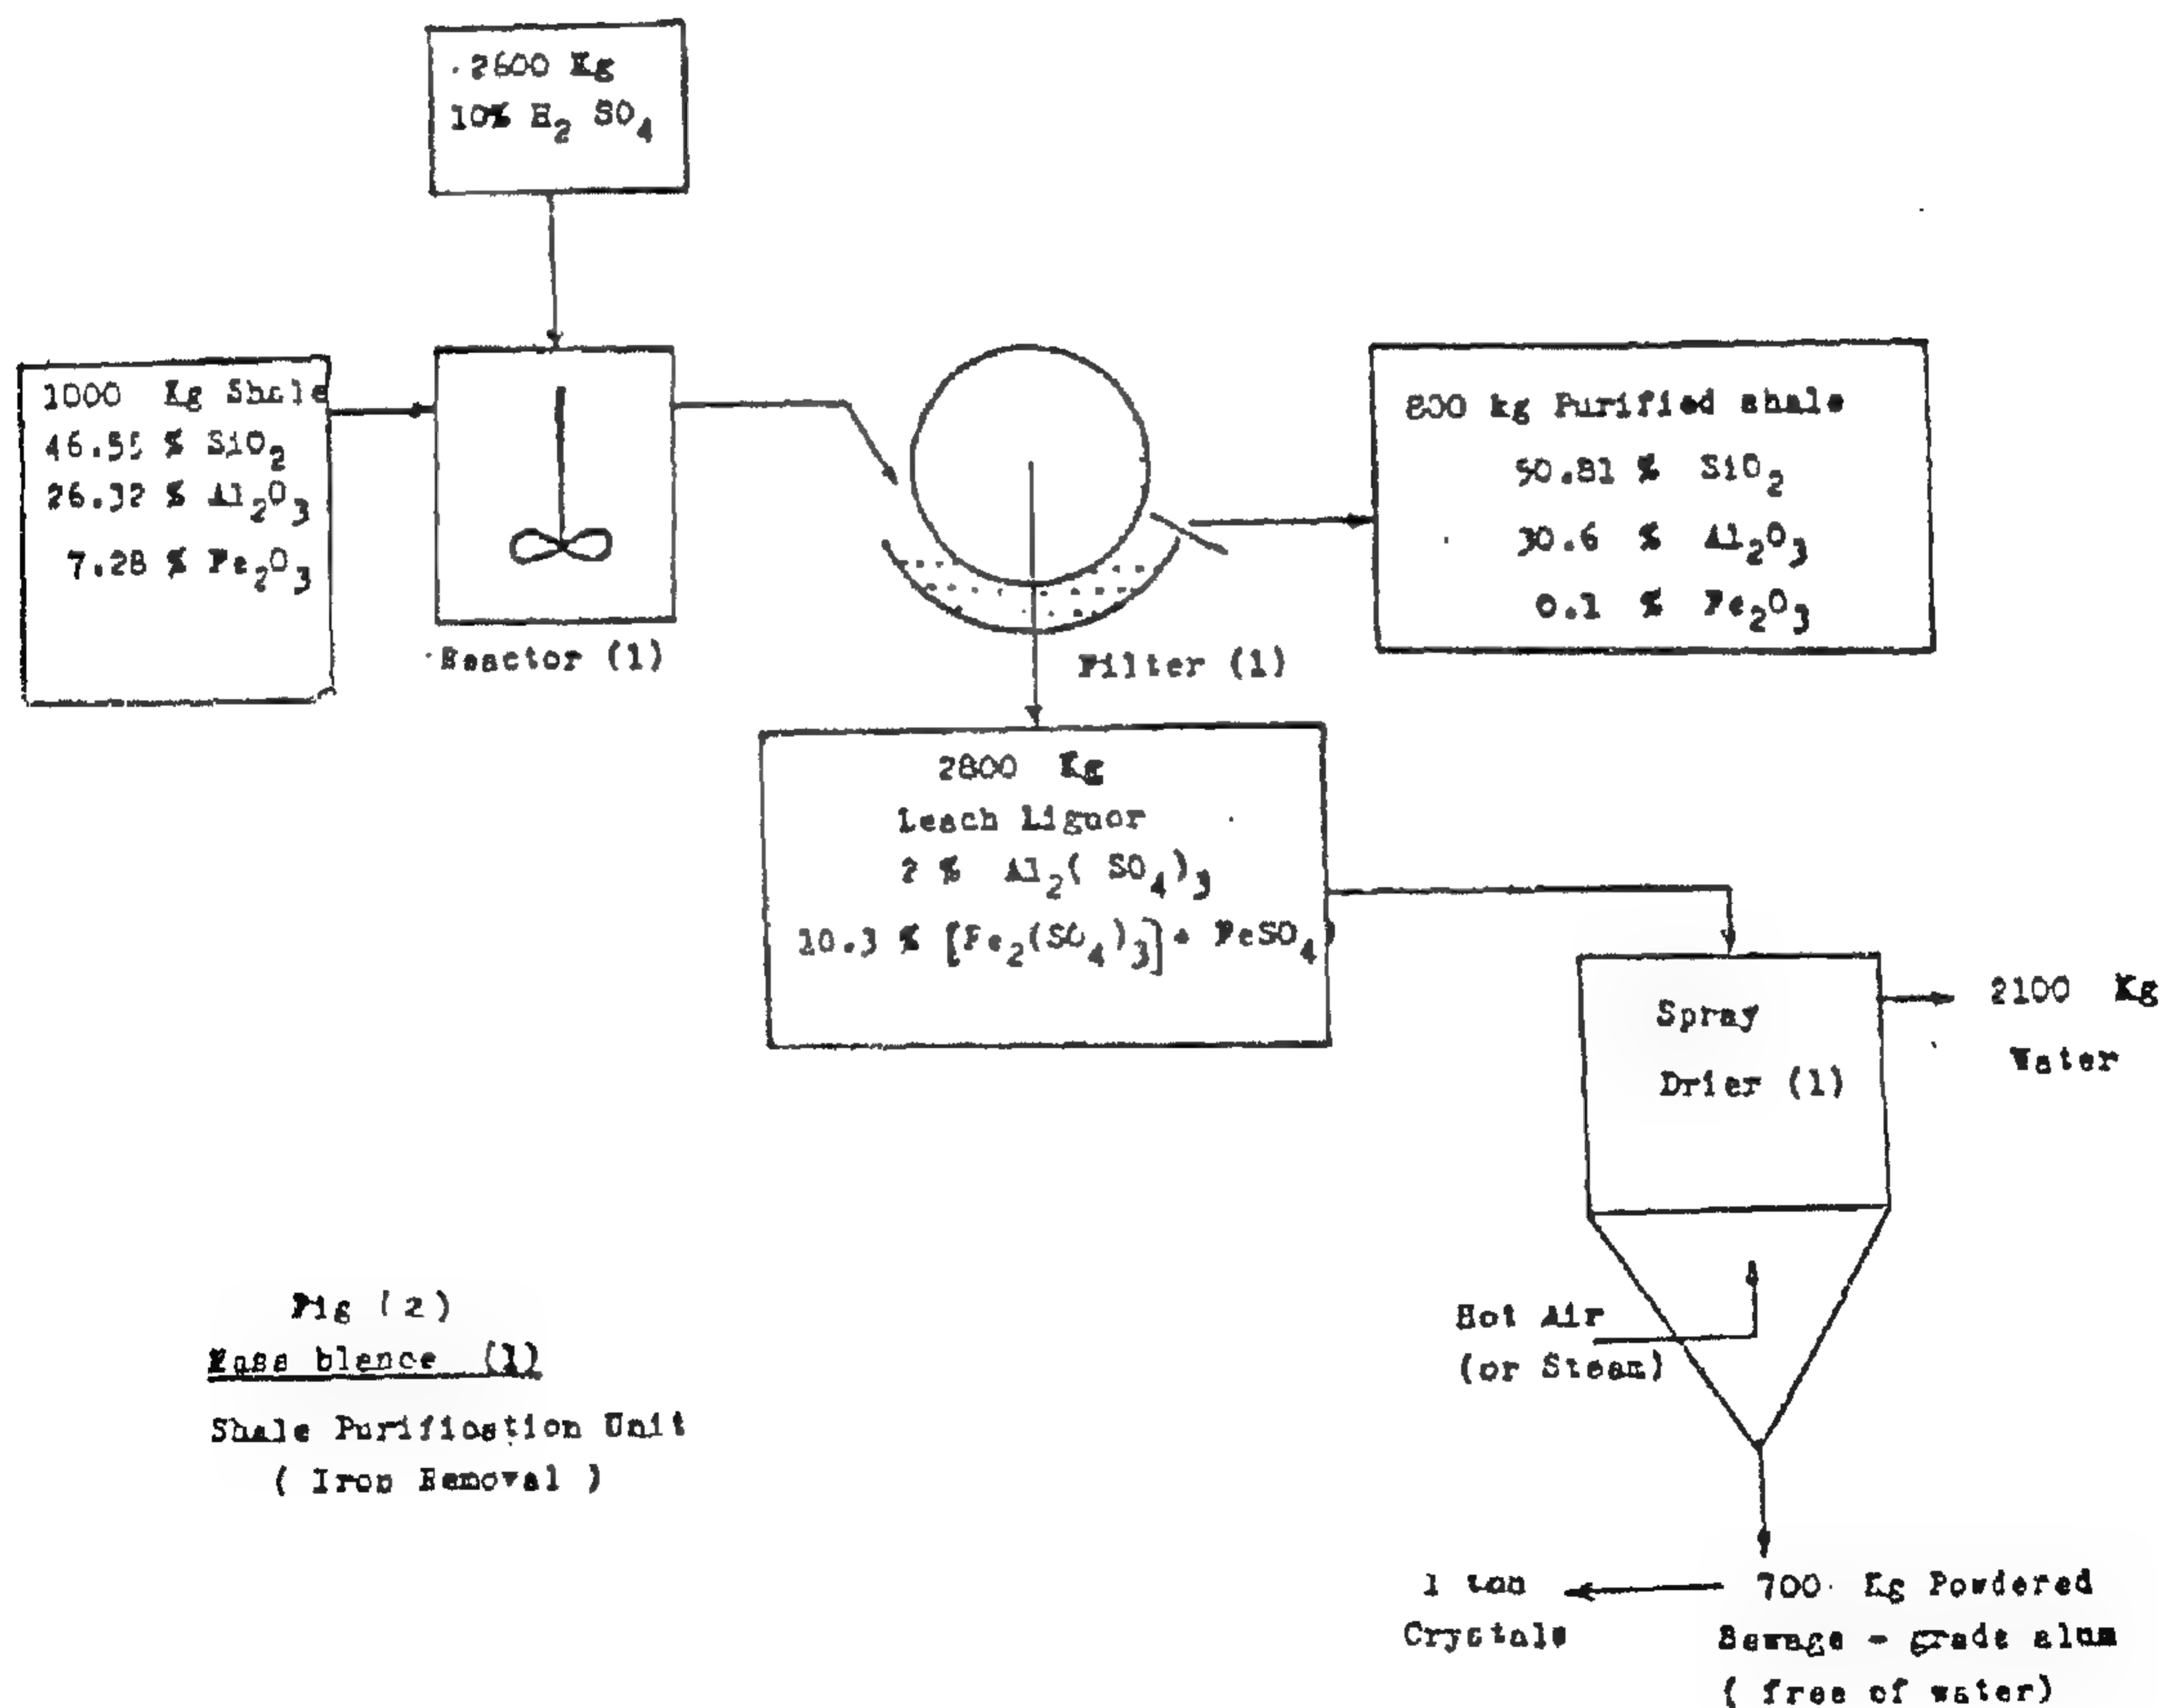 2600 Kg
10% H₂ SO₄
1000 Kg Shale
46.55 % SiO₂
26.32 % Al₂O₃
7.28 % Fe₂O₃
Reactor (1)
Filter (1)
800 kg Purified shale
50.81 % SiO₂
30.6 % Al₂O₃
0.1 % Fe₂O₃
2800 Kg
Leach Liguor
2 % Al₂( SO₄)₃
10.3 % [Fe₂(SO₄)₃]+ FeSO₄)
Spray
Drier (1)
2100 Kg
Water
Hot Air
(or Steam)
1 ton
Crystals
700 Kg Powdered
Sewage - grade alum
( free of water)
Fig (2)
Mass blence (1)
Shale Purification Unit
( Iron Removal )